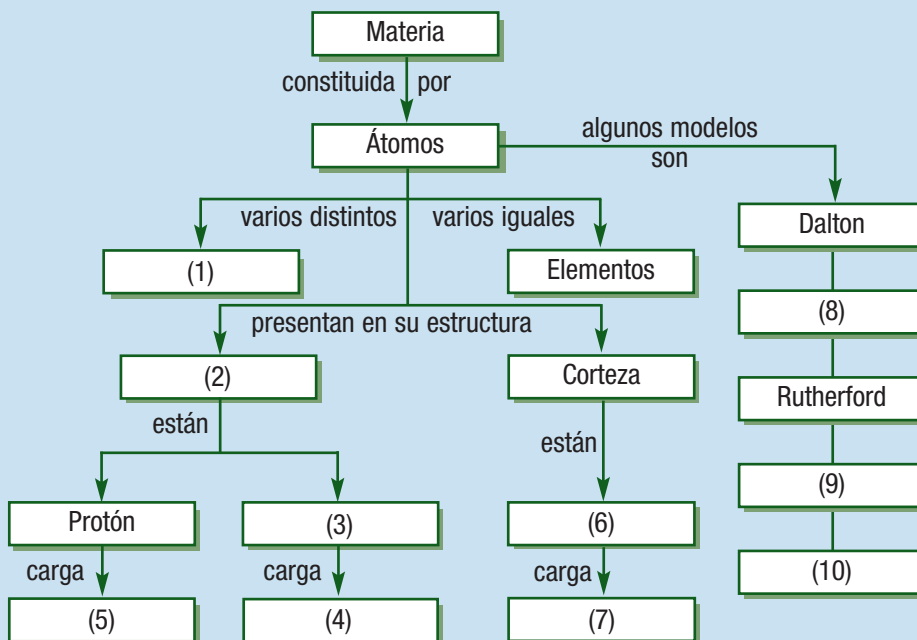 Materia
constituida por
Átomos
algunos modelos
son
varios distintos
varios iguales
Dalton
(1)
Elementos
(8)
presentan en su estructura
(2)
Corteza
Rutherford
están
están
(9)
Protón
(3)
(6)
(10)
carga
carga
carga
(5)
(4)
(7)